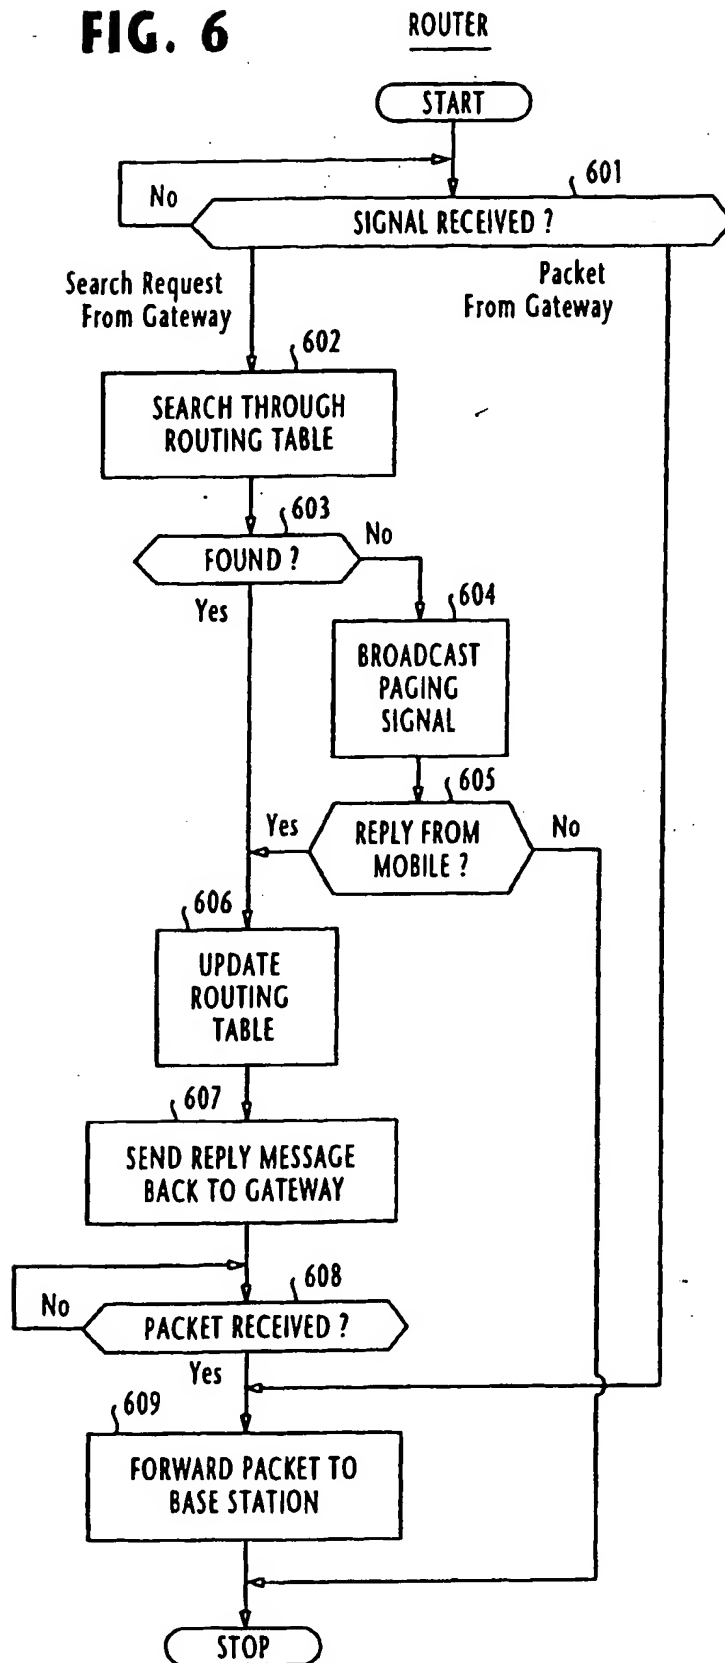 FIG. 6
ROUTER
START
601
No
SIGNAL RECEIVED ?
Search Request
From Gateway
Packet
From Gateway
602
SEARCH THROUGH
ROUTING TABLE
603
FOUND ?
No
Yes
604
BROADCAST
PAGING
SIGNAL
605
Yes
REPLY FROM
MOBILE ?
No
606
UPDATE
ROUTING
TABLE
607
SEND REPLY MESSAGE
BACK TO GATEWAY
608
No
PACKET RECEIVED ?
Yes
609
FORWARD PACKET TO
BASE STATION
STOP